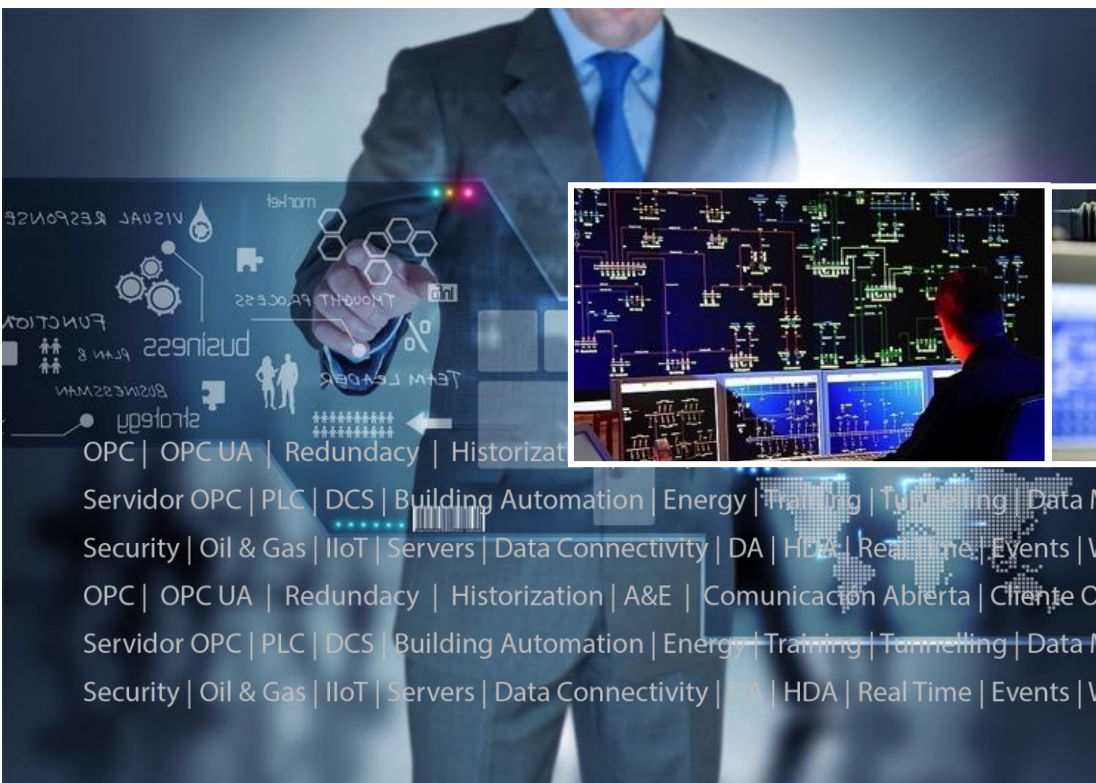 market
VISUAL RESPONSE
THOUGHT PROCESS
info
FUNCTION
%
business
PLAN B
TEAM LEADER
BUSINESSMAN
strategy
OPC | OPC UA | Redundacy | Historizat
Servidor OPC | PLC | DCS | Building Automation | Energy | Training | Tunnelling | Data M
Security | Oil & Gas | IIoT | Servers | Data Connectivity | DA | HDA | Real Time | Events | W
OPC | OPC UA | Redundacy | Historization | A&E | Comunicación Abierta | Cliente O
Servidor OPC | PLC | DCS | Building Automation | Energy | Training | Tunnelling | Data M
Security | Oil & Gas | IIoT | Servers | Data Connectivity | DA | HDA | Real Time | Events | W